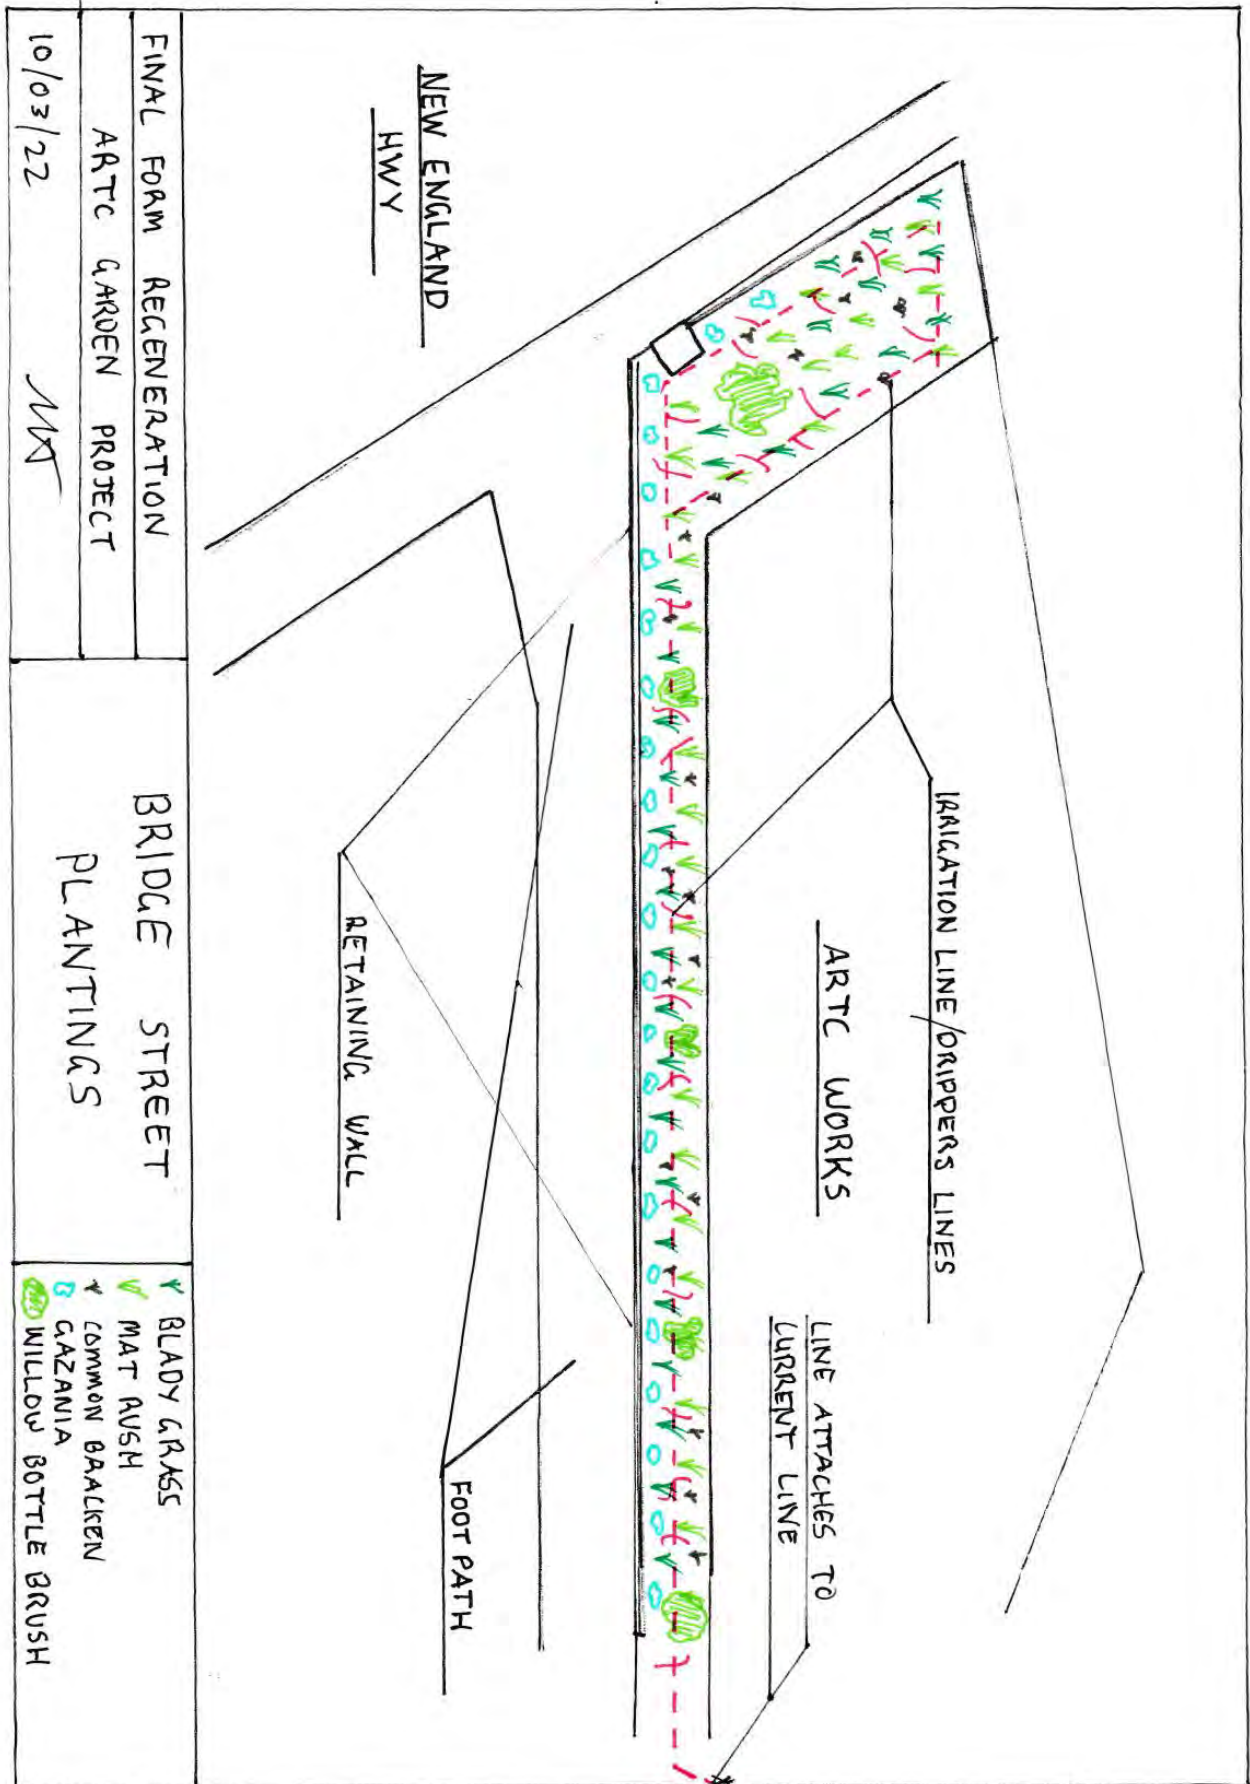 NEW ENGLAND
HWY
IRRIGATION LINE/DRIPPERS LINES
ARTC WORKS
LINE ATTACHES TO
CURRENT LINE
RETAINING WALL
FOOT PATH
FINAL FORM REGENERATION
ARTC GARDEN PROJECT
10/03/22
BRIDGE STREET
PLANTINGS
BLADY GRASS
MAT RUSH
COMMON BRACKEN
GAZANIA
WILLOW BOTTLE BRUSH